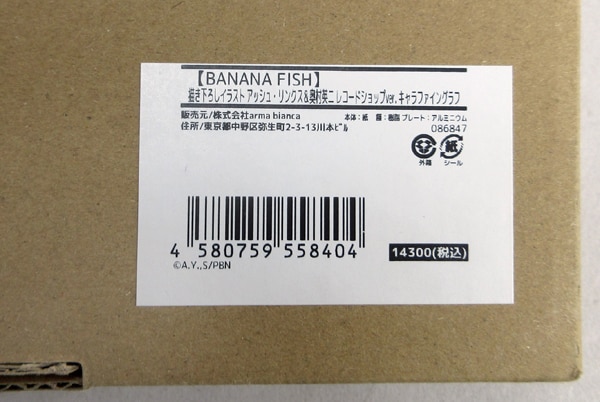 【BANANA FISH】
描き下ろしイラスト アッシュ・リンクス&奥村英二 レコードショップver. キャラファイングラフ
販売元/株式会社arma bianca 本体:紙 額:樹脂 プレート:アルミニウム
住所/東京都中野区弥生町2-3-13川本ビル 086847
紙
外箱 シール
4 580759 558404
14300(税込)
©A.Y.,S/PBN